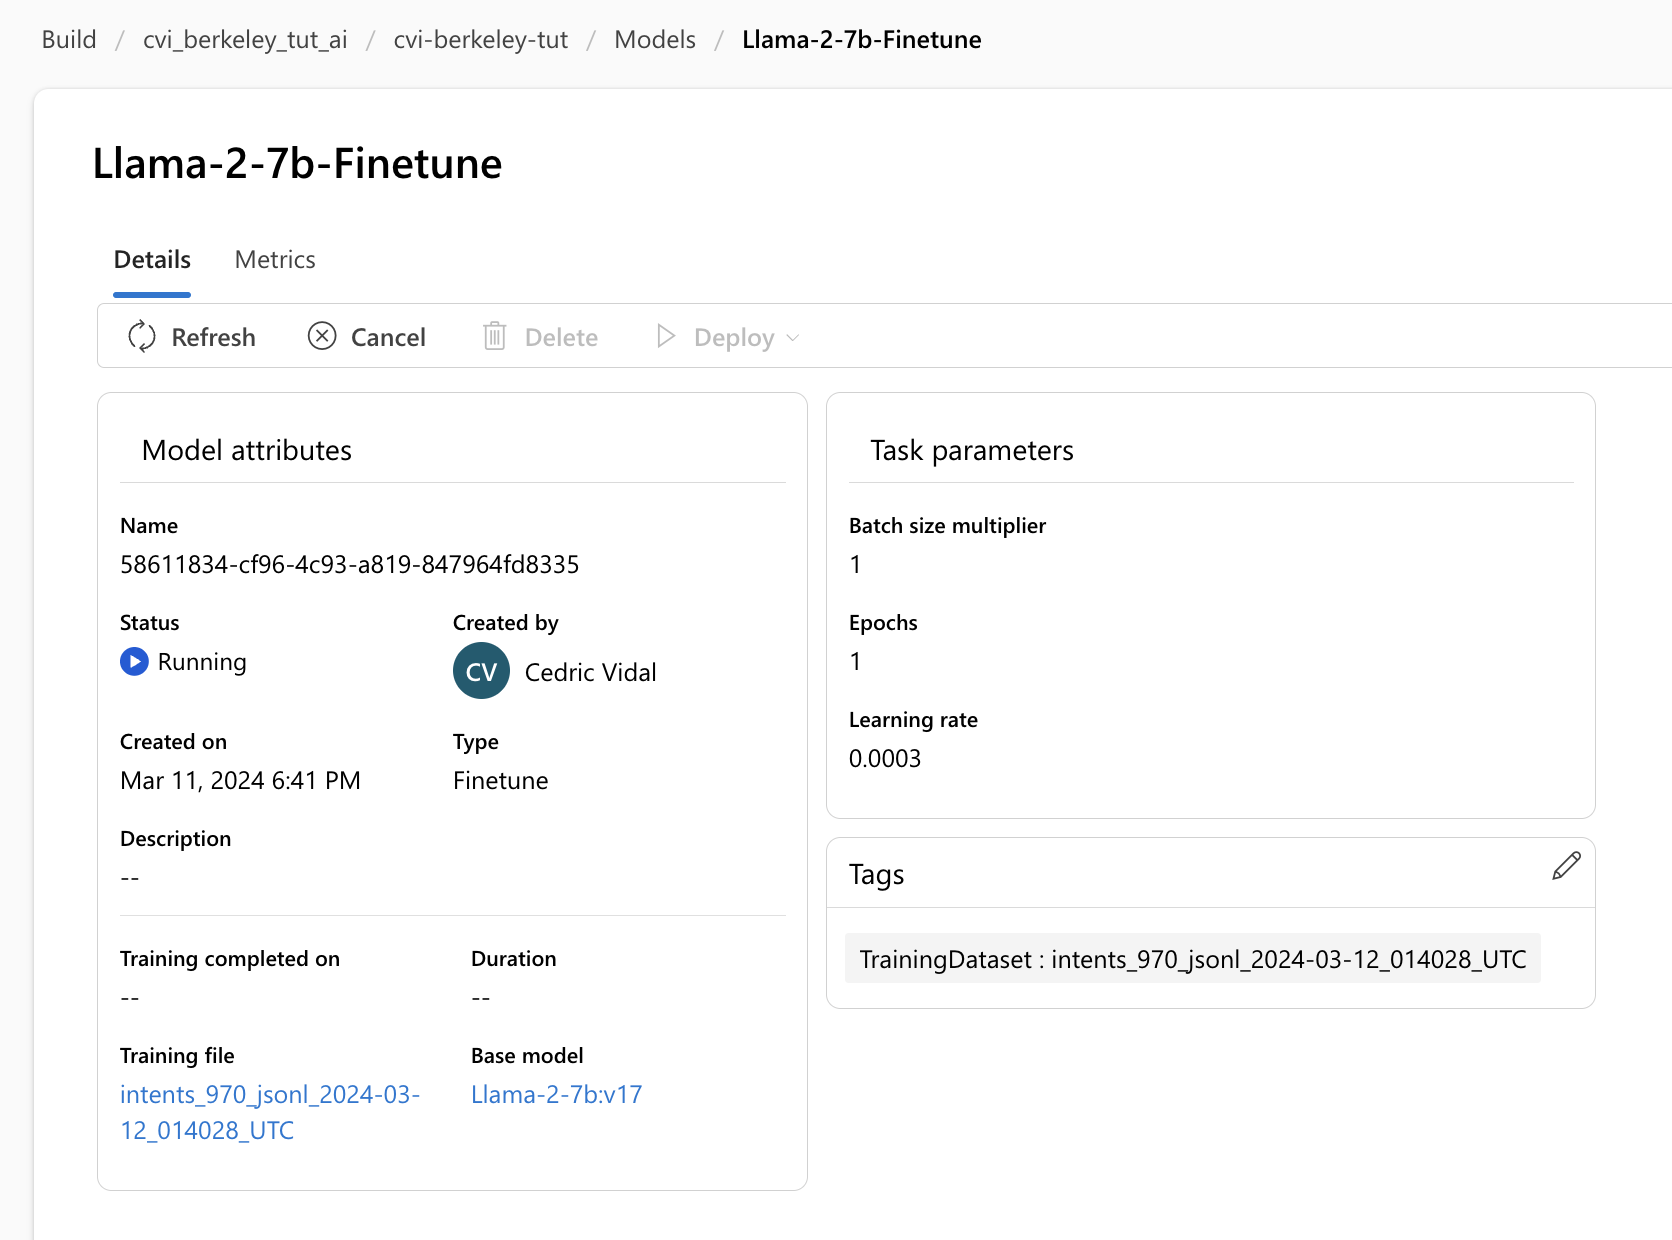 Build / cvi_berkeley_tut_ai / cvi-berkeley-tut / Models / Llama-2-7b-Finetune
Llama-2-7b-Finetune
Details Metrics
Refresh Cancel Delete Deploy
Model attributes
Name
58611834-cf96-4c93-a819-847964fd8335
Status Created by
Running CV Cedric Vidal
Created on Type
Mar 11, 2024 6:41 PM Finetune
Description
--
Training completed on Duration
-- --
Training file Base model
intents_970_jsonl_2024-03- Llama-2-7b:v17
12_014028_UTC
Task parameters
Batch size multiplier
1
Epochs
1
Learning rate
0.0003
Tags
TrainingDataset : intents_970_jsonl_2024-03-12_014028_UTC